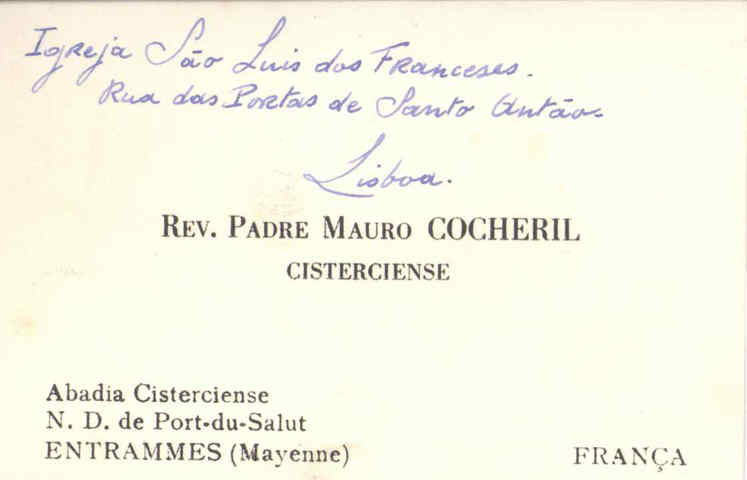 Igreja São Luis dos Franceses.
Rua das Portas de Santo Antão.
Lisboa.
REV. PADRE MAURO COCHERIL
CISTERCIENSE
Abadia Cisterciense
N. D. de Port-du-Salut
ENTRAMMES (Mayenne) FRANÇA